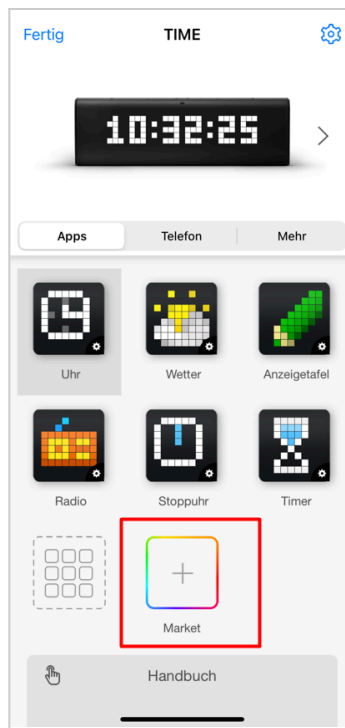 Fertig TIME
10:32:25
Apps Telefon Mehr
Uhr Wetter Anzeigetafel
Radio Stoppuhr Timer
Market
Handbuch